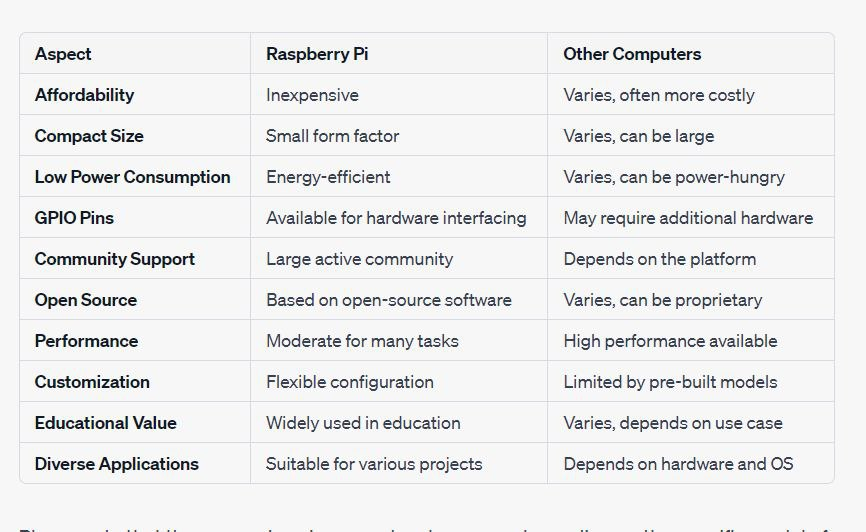 Aspect Raspberry Pi Other Computers
Affordability Inexpensive Varies, often more costly
Compact Size Small form factor Varies, can be large
Low Power Consumption Energy-efficient Varies, can be power-hungry
GPIO Pins Available for hardware interfacing May require additional hardware
Community Support Large active community Depends on the platform
Open Source Based on open-source software Varies, can be proprietary
Performance Moderate for many tasks High performance available
Customization Flexible configuration Limited by pre-built models
Educational Value Widely used in education Varies, depends on use case
Diverse Applications Suitable for various projects Depends on hardware and OS